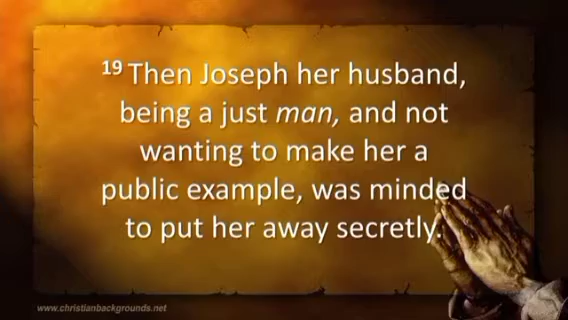 19 Then Joseph her husband,
being a just man, and not
wanting to make her a
public example, was minded
to put her away secretly.
www.christianbackgrounds.net